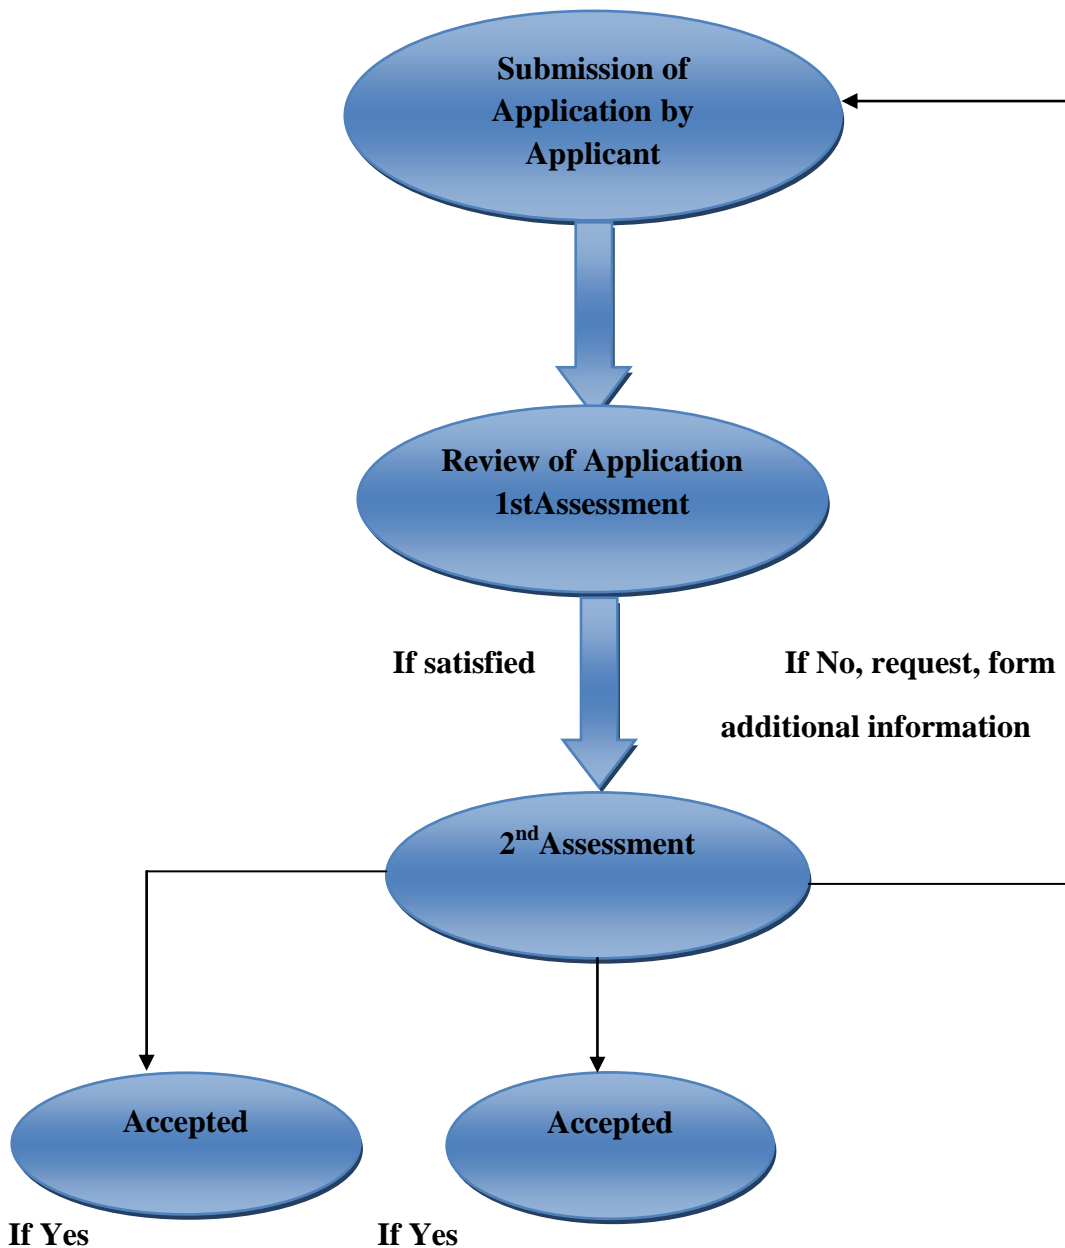 Submission of
Application by
Applicant
Review of Application
1stAssessment
If satisfied
If No, request, form
additional information
2ndAssessment
Accepted
Accepted
If Yes
If Yes